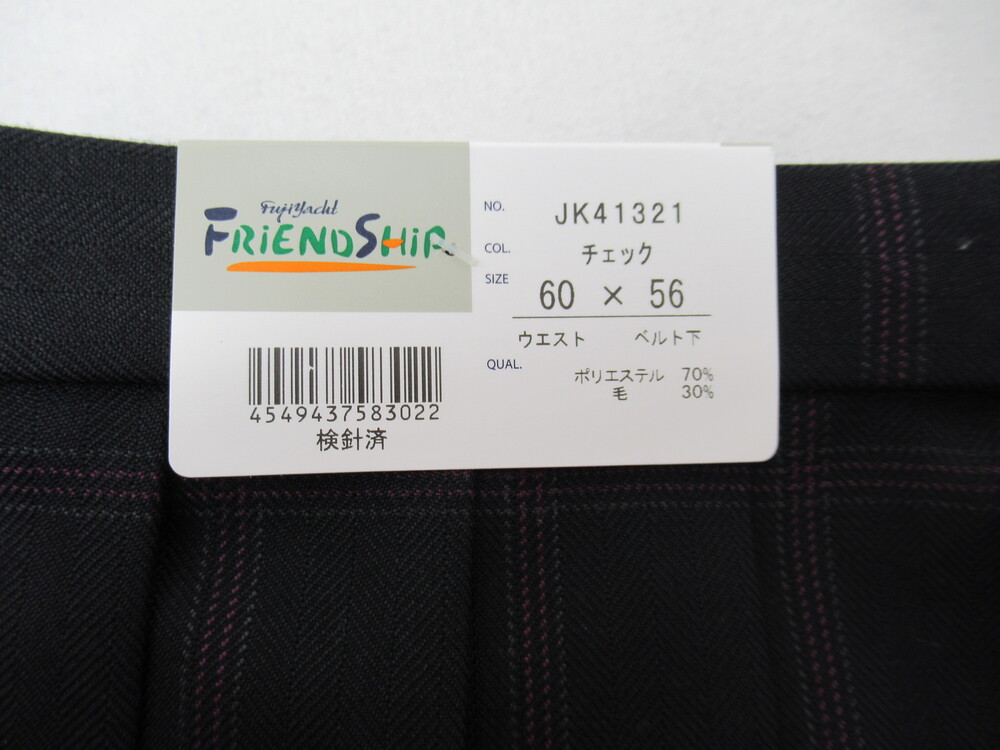 FujiYacht
FRiENDSHiP
NO. JK41321
COL. チェック
SIZE 60 × 56
ウエスト ベルト下
QUAL. ポリエステル 70%
毛 30%
4549437583022
検針済